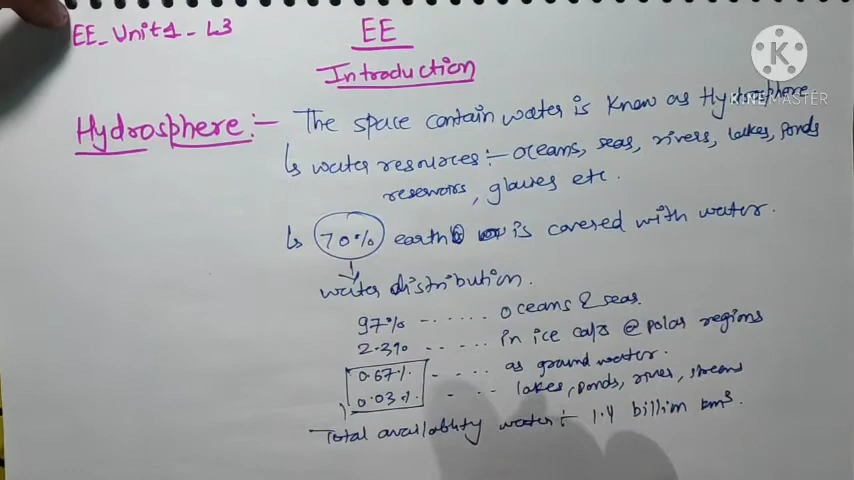 EE_Unit1 - L3
EE
Introduction
KINEMASTER
Hydrosphere :- The space contain water is know as Hydrosphere
↳ water resources :- oceans, seas, rivers, lakes, ponds
reservoirs, glaives etc.
↳ 70% earth is covered with water.
water distribution.
97% - ..... oceans & seas.
2.3% - - .... in ice caps @ polar regions
0.67% - ... as ground water.
0.03% . - .. lakes, ponds, river, streams
Total availability water :- 1.4 billion km³.